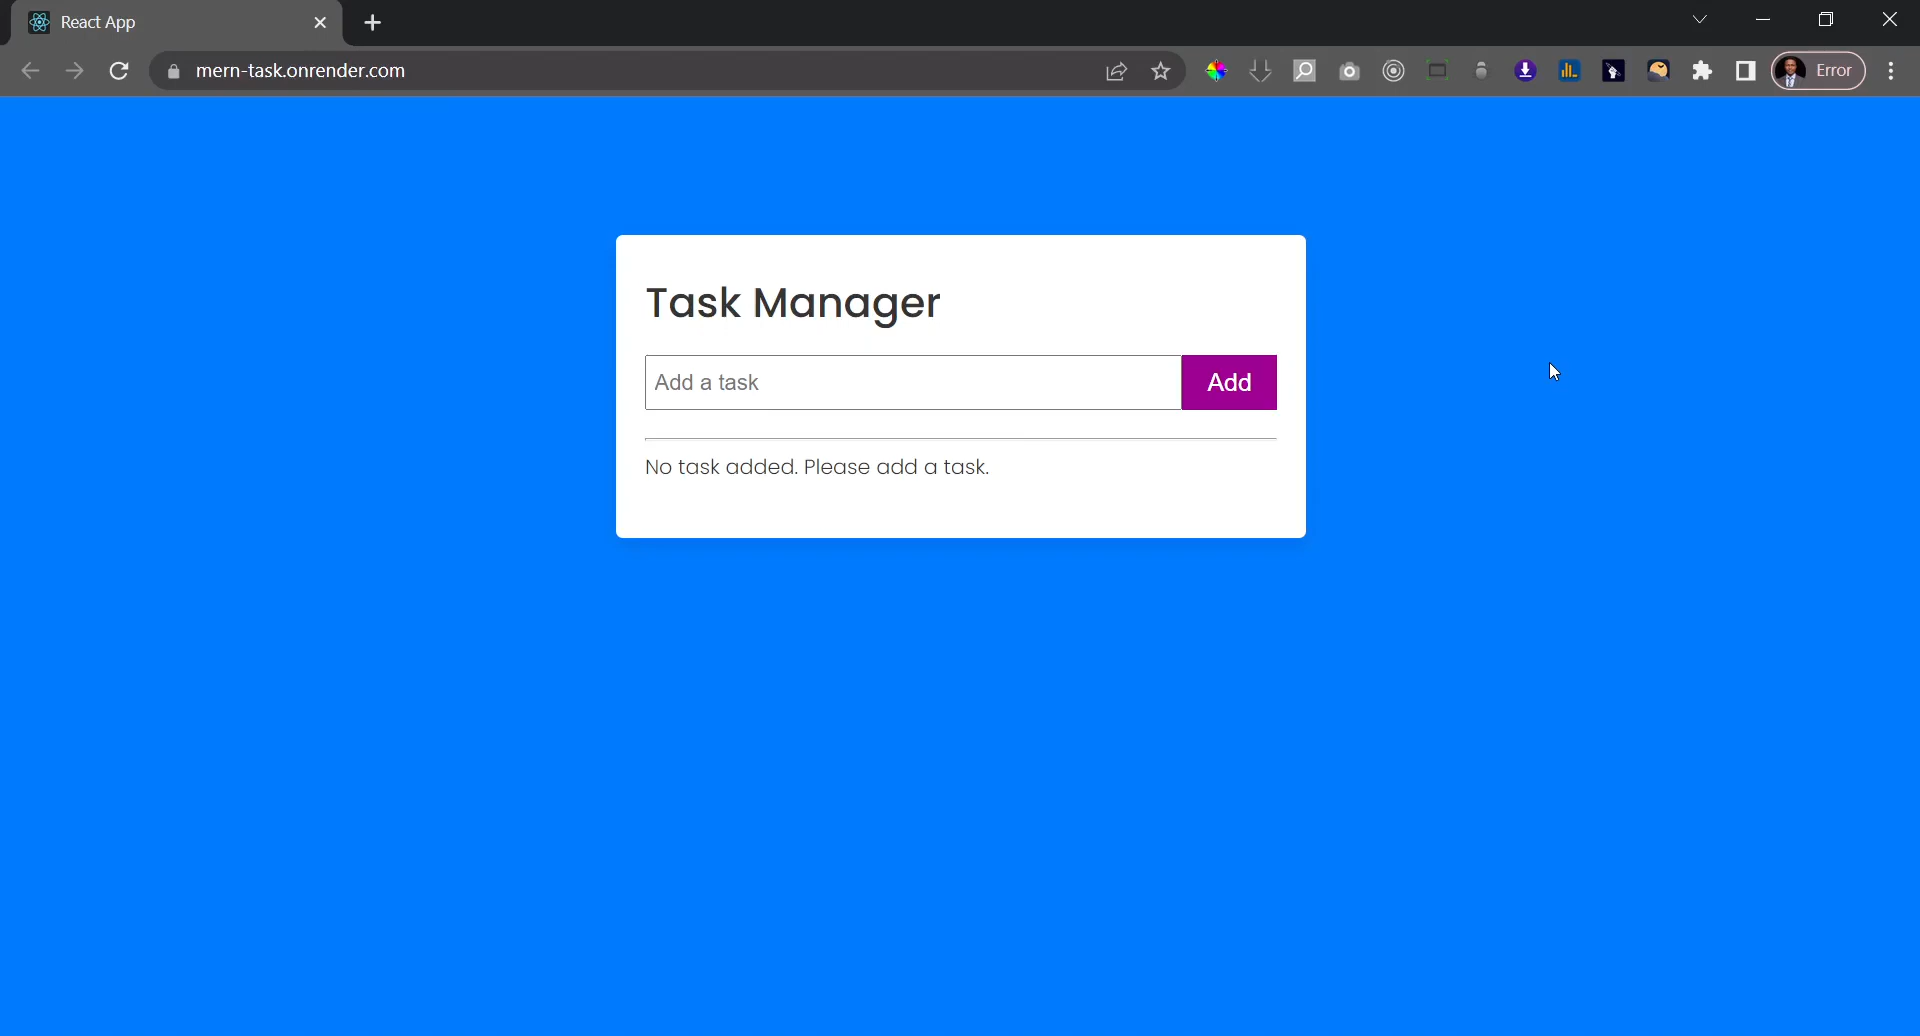 React App
mern-task.onrender.com
Error
Task Manager
Add a task
Add
No task added. Please add a task.